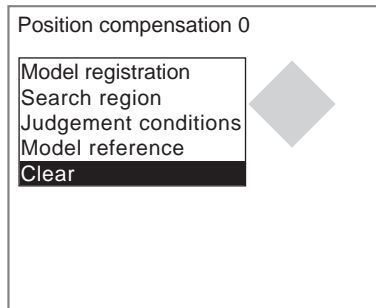 Position compensation 0
Model registration
Search region
Judgement conditions
Model reference
Clear